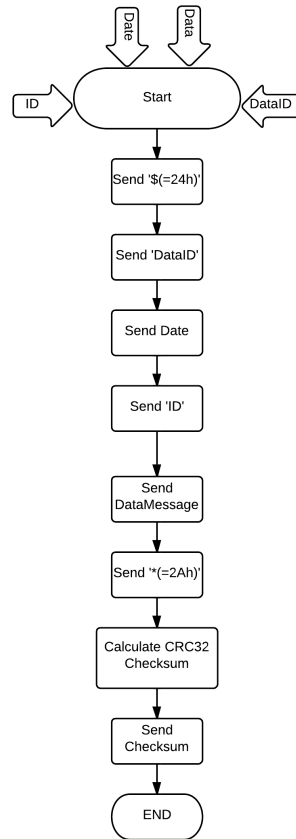 Date
Data
ID
Start
DataID
Send '$(=24h)'
Send 'DataID'
Send Date
Send 'ID'
Send
DataMessage
Send '*(=2Ah)'
Calculate CRC32
Checksum
Send
Checksum
END